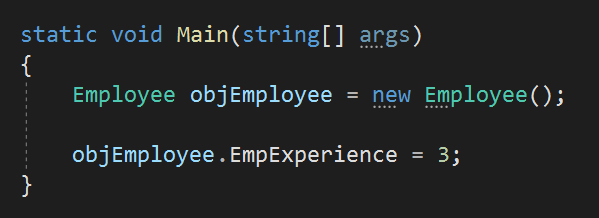 static void Main(string[] args)
{
Employee objEmployee = new Employee();
objEmployee.EmpExperience = 3;
}